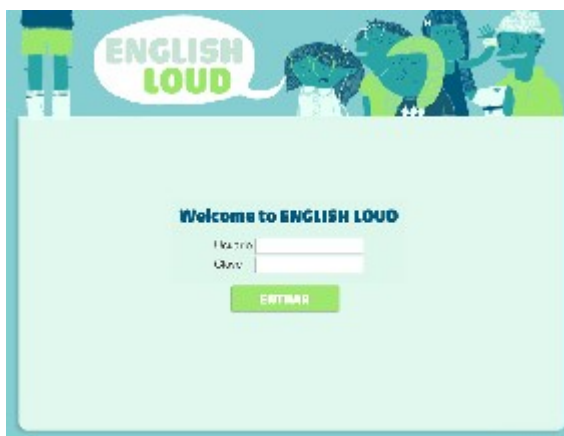 ENGLISH
LOUD
Welcome to ENGLISH LOUD
Usuario
Clave
ENTRAR